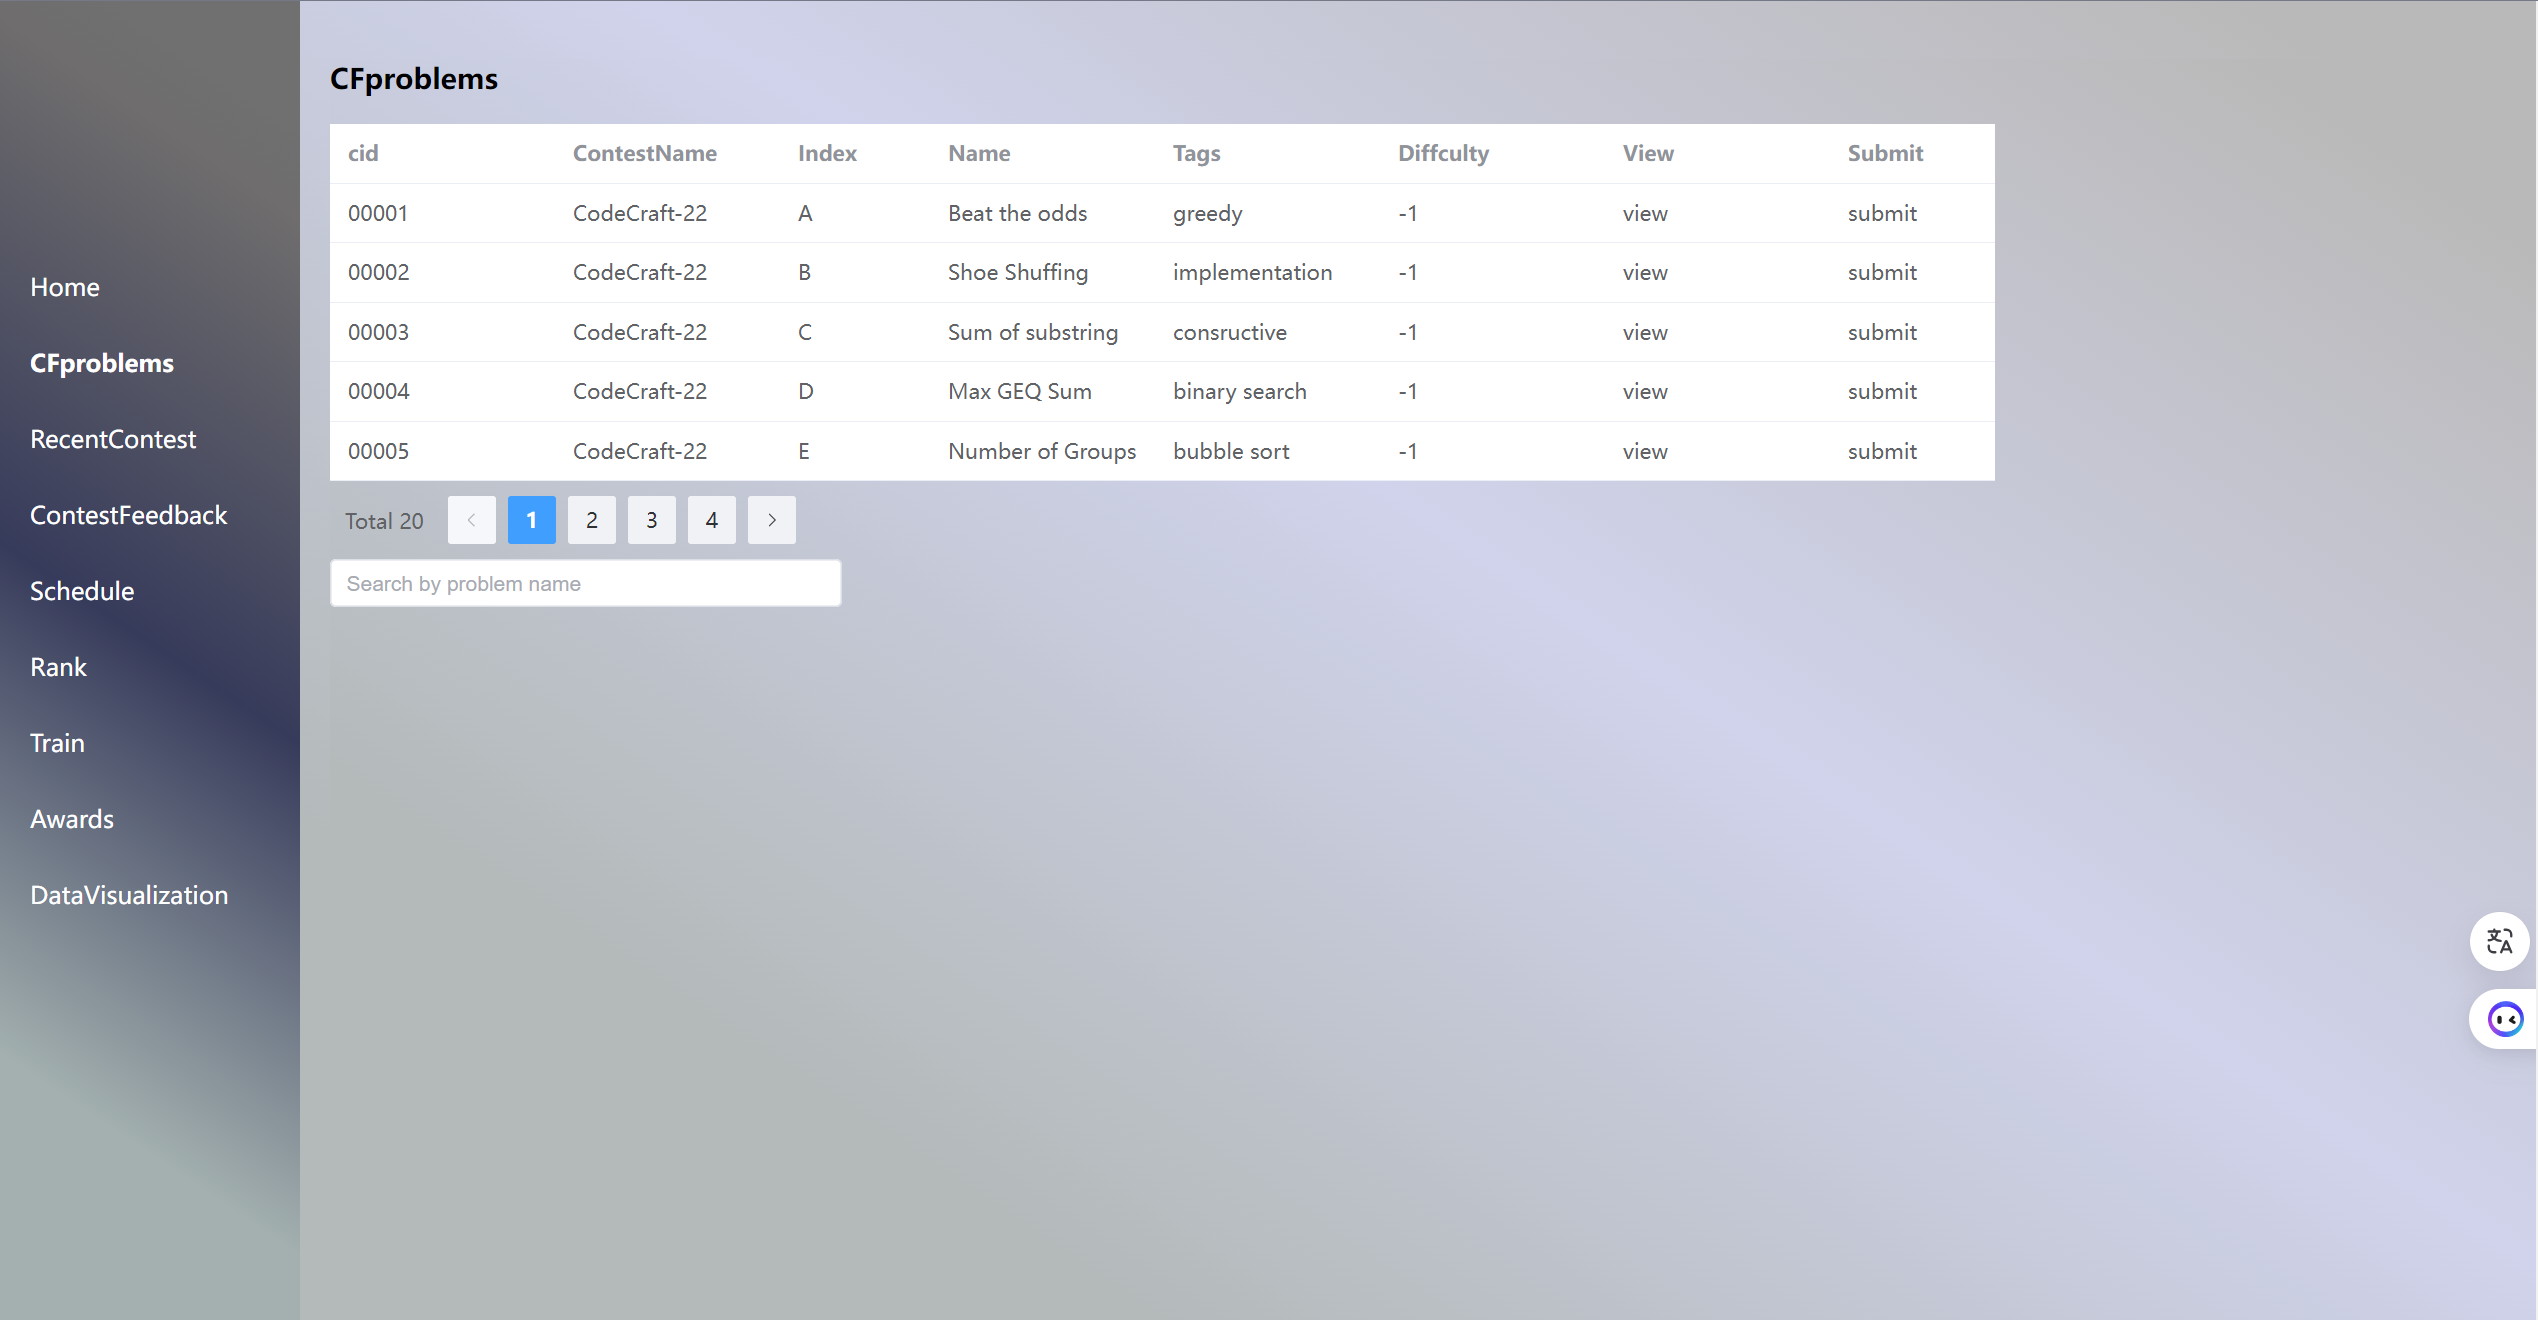 Home
CFproblems
RecentContest
ContestFeedback
Schedule
Rank
Train
Awards
DataVisualization
CFproblems
cid ContestName Index Name Tags Diffculty View Submit
00001 CodeCraft-22 A Beat the odds greedy -1 view submit
00002 CodeCraft-22 B Shoe Shuffing implementation -1 view submit
00003 CodeCraft-22 C Sum of substring consructive -1 view submit
00004 CodeCraft-22 D Max GEQ Sum binary search -1 view submit
00005 CodeCraft-22 E Number of Groups bubble sort -1 view submit
Total 20 < 1 2 3 4 >
Search by problem name
文A